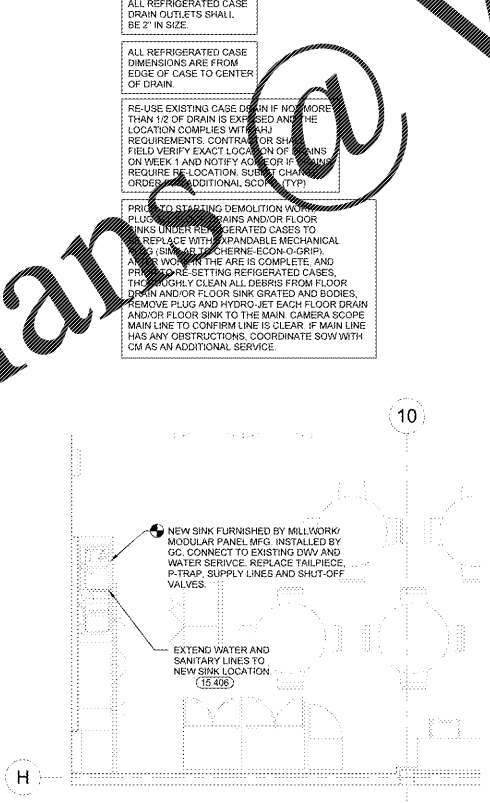 ALL REFRIGERATED CASE
DRAIN OUTLETS SHALL
BE 2" IN SIZE.
ALL REFRIGERATED CASE
DIMENSIONS ARE FROM
EDGE OF CASE TO CENTER
OF DRAIN.
RE-USE EXISTING CASE DRAIN IF NOT MORE
THAN 1/2 OF DRAIN IS EXPOSED AND THE
LOCATION COMPLIES WITH AHJ
REQUIREMENTS. CONTRACTOR SHALL
FIELD VERIFY EXACT LOCATION OF DRAINS
ON WEEK 1 AND NOTIFY FOR IF DRAINS
REQUIRE RE-LOCATION. SUBMIT CHANGE
ORDER ADDITIONAL SCOPE. (TYP)
PRIOR TO STARTING DEMOLITION WORK,
PLUG DRAINS AND/OR FLOOR
SINKS UNDER REFRIGERATED CASES TO
REPLACE WITH EXPANDABLE MECHANICAL
PLUG (SIMILAR TO CHERNE-ECON-O-GRIP).
AFTER WORK IN THE ARE IS COMPLETE, AND
PRIOR TO RE-SETTING REFIGERATED CASES,
THOROUGHLY CLEAN ALL DEBRIS FROM FLOOR
DRAIN AND/OR FLOOR SINK GRATED AND BODIES,
REMOVE PLUG AND HYDRO-JET EACH FLOOR DRAIN
AND/OR FLOOR SINK TO THE MAIN. CAMERA SCOPE
MAIN LINE TO CONFIRM LINE IS CLEAR. IF MAIN LINE
HAS ANY OBSTRUCTIONS, COORDINATE SOW WITH
CM AS AN ADDITIONAL SERVICE.
ans @
10
NEW SINK FURNISHED BY MILLWORK/
MODULAR PANEL MFG. INSTALLED BY
GC. CONNECT TO EXISTING DWV AND
WATER SERIVCE. REPLACE TAILPIECE,
P-TRAP, SUPPLY LINES AND SHUT-OFF
VALVES.
EXTEND WATER AND
SANITARY LINES TO
NEW SINK LOCATION.
15.406
H